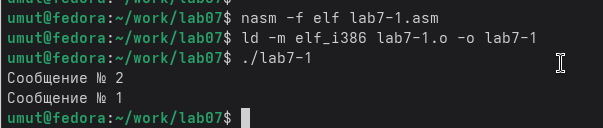 umut@fedora:~/work/lab07$ nasm -f elf lab7-1.asm
umut@fedora:~/work/lab07$ ld -m elf_i386 lab7-1.o -o lab7-1
umut@fedora:~/work/lab07$ ./lab7-1
Сообщение № 2
Сообщение № 1
umut@fedora:~/work/lab07$